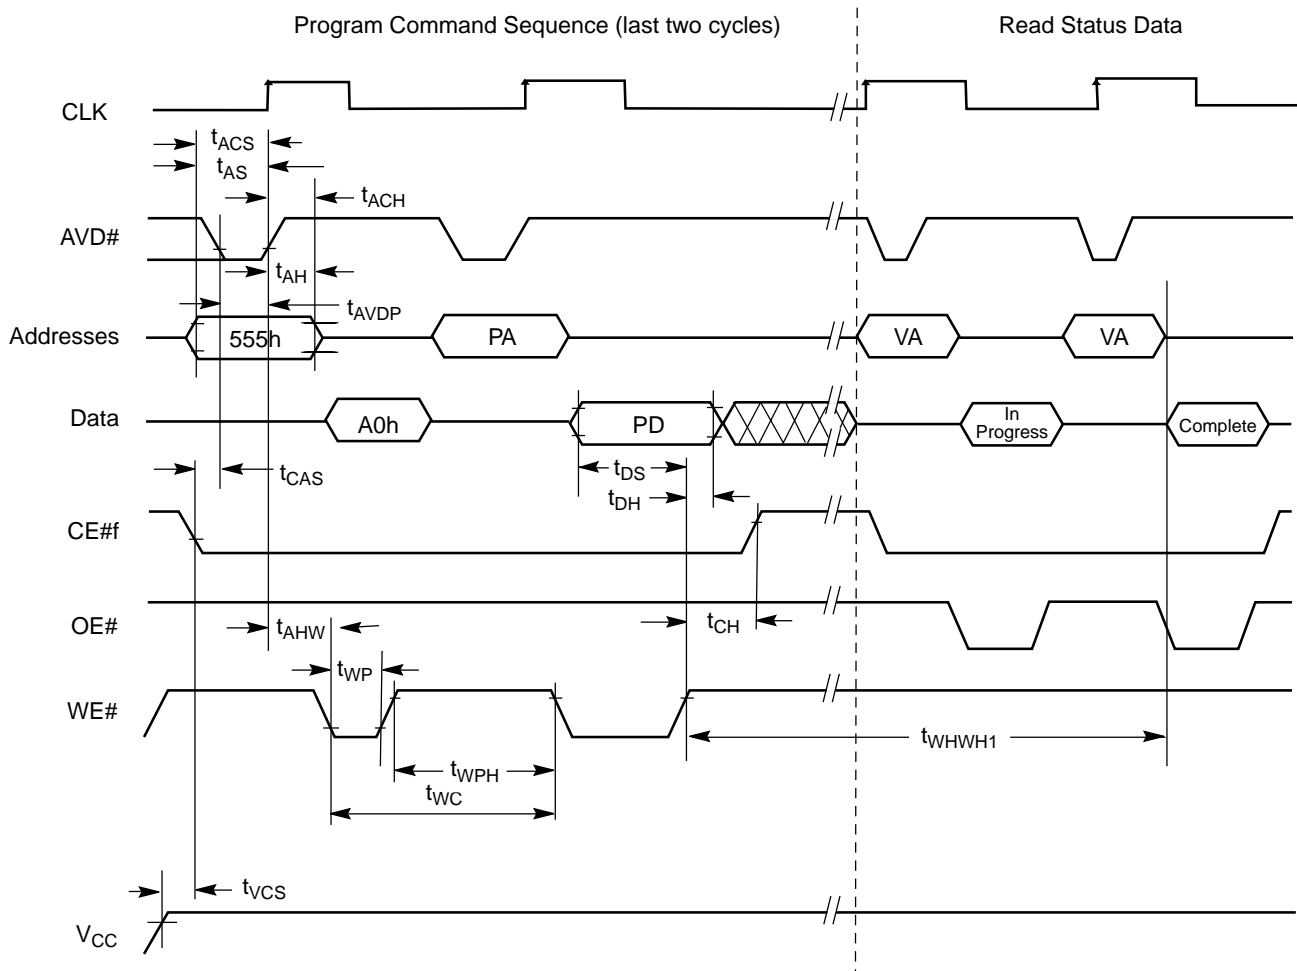 Program Command Sequence (last two cycles)
Read Status Data
CLK
tACS
tAS
tACH
AVD#
tAH
tAVDP
Addresses
555h
PA
VA
VA
Data
A0h
PD
In
Progress
Complete
tCAS
tDS
tDH
CE#f
OE#
tAHW
tCH
tWP
WE#
tWHWH1
tWPH
tWC
tVCS
VCC